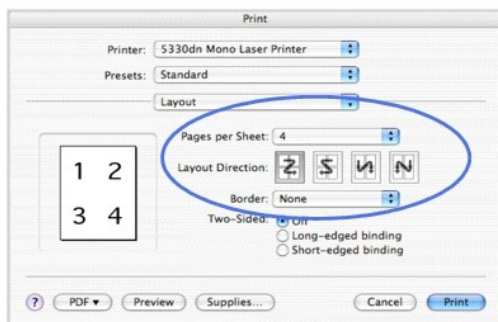 Print
Printer: 5330dn Mono Laser Printer
Presets: Standard
Layout
Pages per Sheet: 4
Layout Direction:
Border: None
Two-Sided: Off
Long-edged binding
Short-edged binding
1 2
3 4
? PDF▼ Preview Supplies... Cancel Print